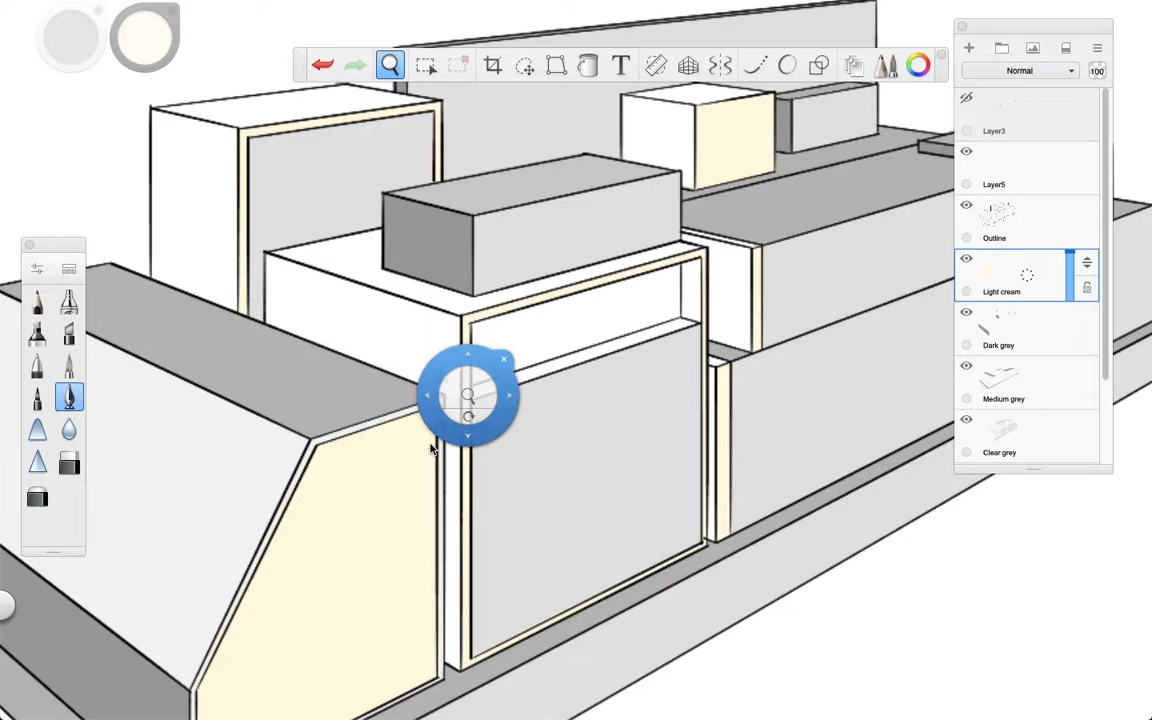 T
Normal
100
Layer3
Layer5
Outline
Light cream
Dark grey
Medium grey
Clear grey